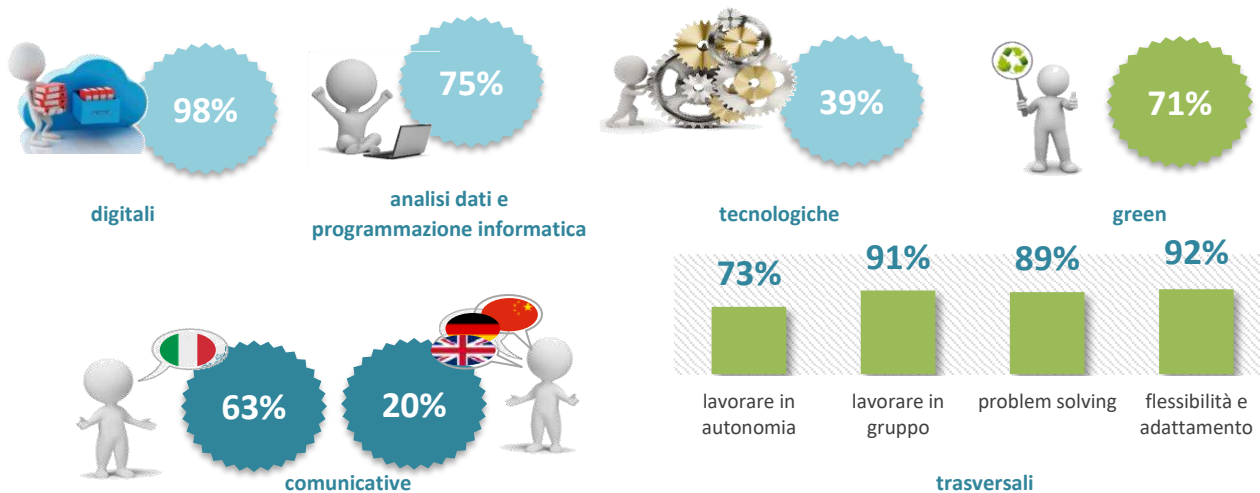 98%
75%
39%
71%
digitali
analisi dati e
programmazione informatica
tecnologiche
green
63%
20%
comunicative
73%
91%
89%
92%
lavorare in
autonomia
lavorare in
gruppo
problem solving
flessibilità e
adattamento
trasversali